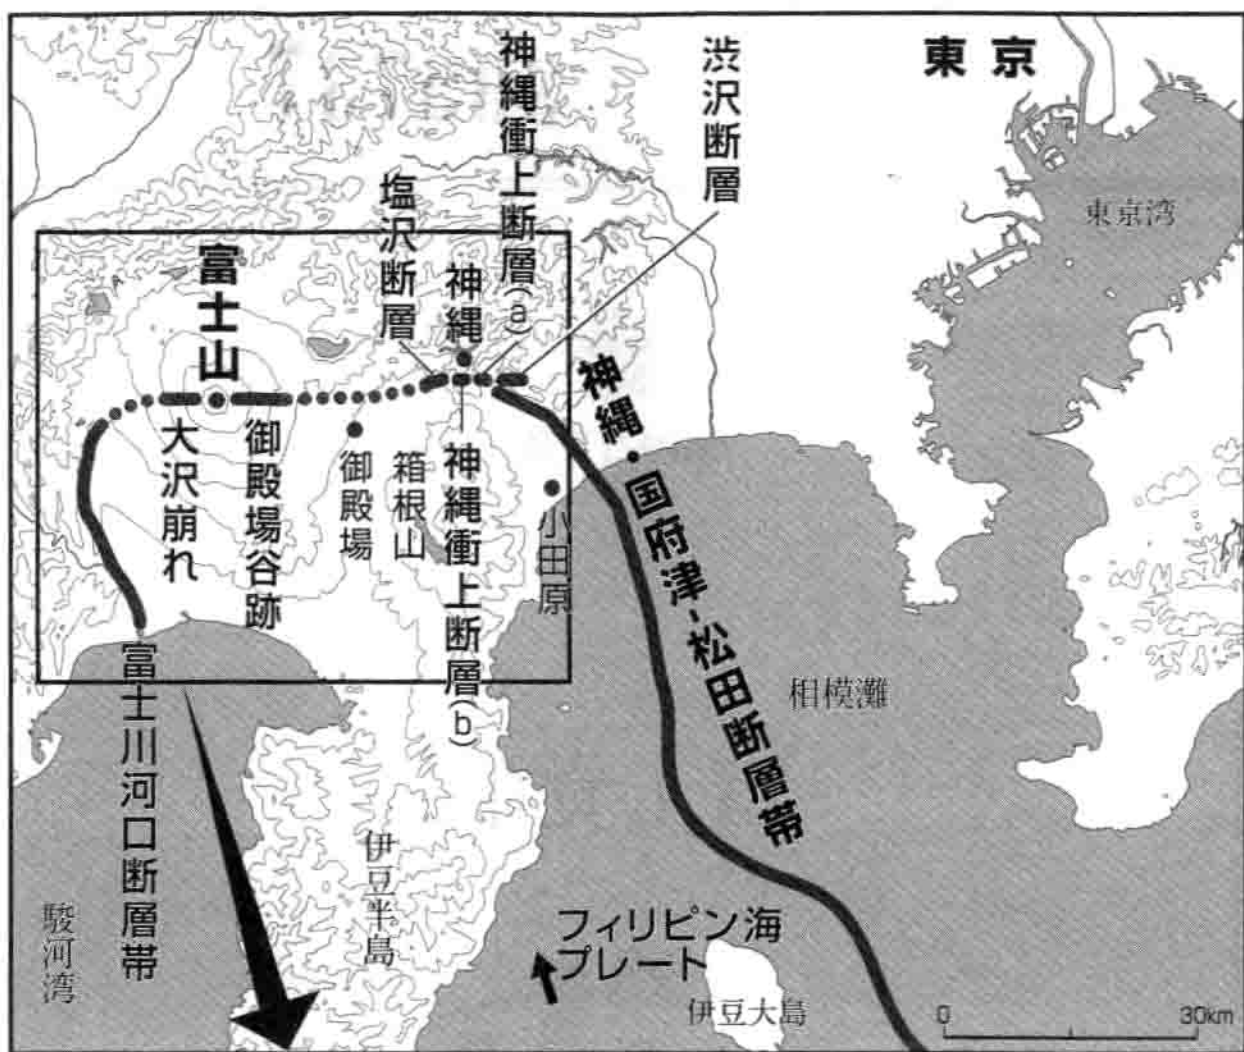 東京
渋沢断層
神縄衝上断層(a)
塩沢断層
神縄
富士山
東京湾
大沢崩れ
御殿場谷跡
御殿場
箱根山
神縄衝上断層(b)
小田原
神縄・国府津-松田断層帯
相模灘
富士川河口断層帯
駿河湾
伊豆半島
フィリピン海
プレート
伊豆大島
0 30km